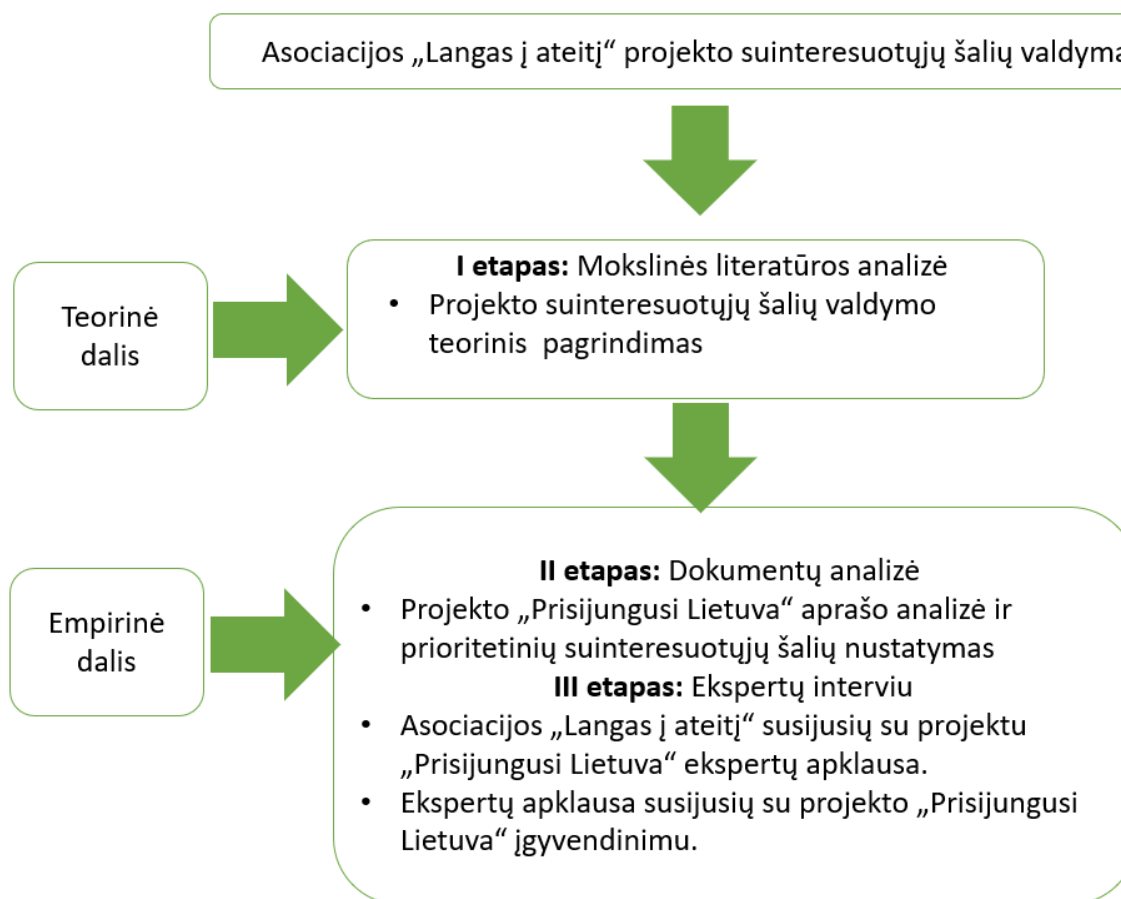 Asociacijos „Langas į ateitį“ projekto suinteresuotųjų šalių valdyma
I etapas: Mokslinės literatūros analizė
• Projekto suinteresuotųjų šalių valdymo
teorinis pagrindimas
Teorinė
dalis
II etapas: Dokumentų analizė
• Projekto „Prisijungusi Lietuva“ aprašo analizė ir
prioritetinių suinteresuotųjų šalių nustatymas
III etapas: Ekspertų interviu
• Asociacijos „Langas į ateitį“ susijusių su projektu
„Prisijungusi Lietuva“ ekspertų apklausa.
• Ekspertų apklausa susijusių su projekto „Prisijungusi
Lietuva“ įgyvendinimu.
Empirinė
dalis